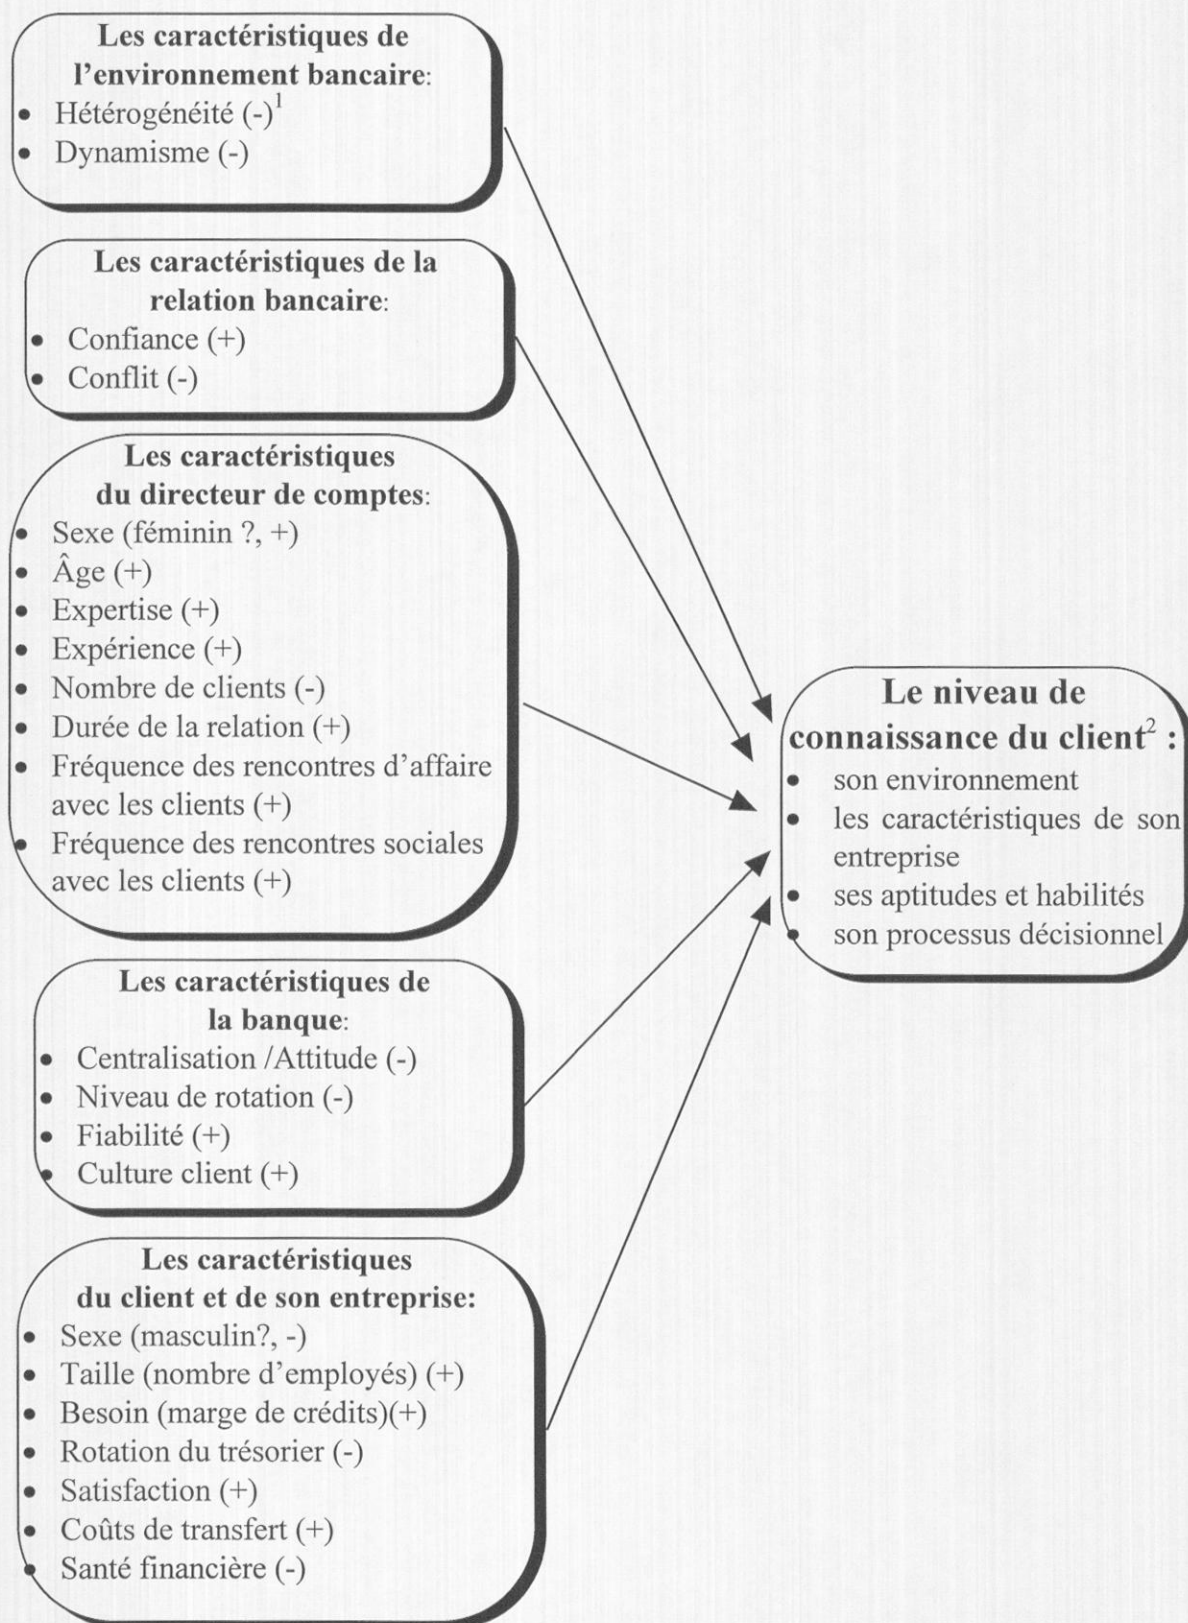 Les caractéristiques de
l'environnement bancaire:
• Hétérogénéité (-)1
• Dynamisme (-)
Les caractéristiques de la
relation bancaire:
• Confiance (+)
• Conflit (-)
Les caractéristiques
du directeur de comptes:
• Sexe (féminin ?, +)
• Âge (+)
• Expertise (+)
• Expérience (+)
• Nombre de clients (-)
• Durée de la relation (+)
• Fréquence des rencontres d'affaire
avec les clients (+)
• Fréquence des rencontres sociales
avec les clients (+)
Les caractéristiques de
la banque:
• Centralisation /Attitude (-)
• Niveau de rotation (-)
• Fiabilité (+)
• Culture client (+)
Les caractéristiques
du client et de son entreprise:
• Sexe (masculin?, -)
• Taille (nombre d'employés) (+)
• Besoin (marge de crédits)(+)
• Rotation du trésorier (-)
• Satisfaction (+)
• Coûts de transfert (+)
• Santé financière (-)
Le niveau de
connaissance du client2 :
• son environnement
• les caractéristiques de son
entreprise
• ses aptitudes et habilités
• son processus décisionnel